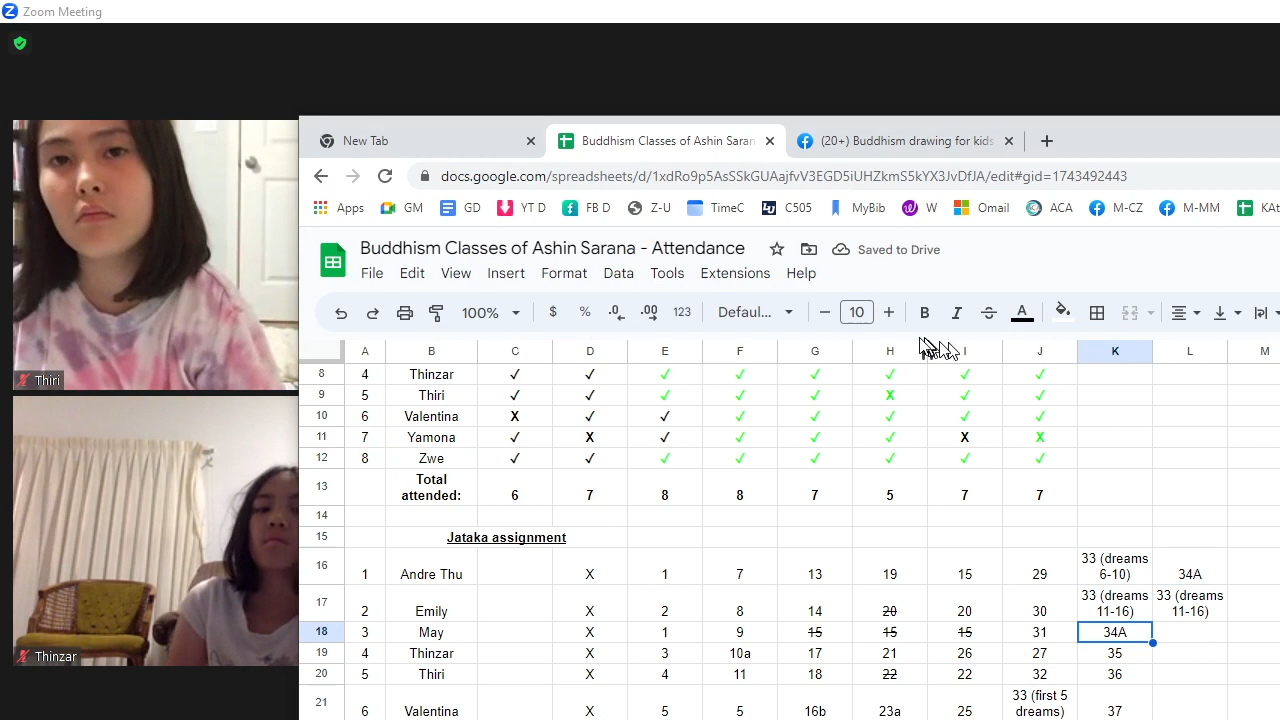 Zoom Meeting
New Tab
Buddhism Classes of Ashin Saran
(20+) Buddhism drawing for kids
docs.google.com/spreadsheets/d/1xdRo9p5AsSSkGUAajfvV3EGD5iUHZkmS5kYX3JvDfJA/edit#gid=1743492443
Apps GM GD YT D FB D Z-U TimeC C505 MyBib W Omail ACA M-CZ M-MM KAt
Buddhism Classes of Ashin Sarana - Attendance Saved to Drive
File Edit View Insert Format Data Tools Extensions Help
100% $ % .0 .00 123 Defaul... − 10 + B I S A
A B C D E F G H I J K L M
8 4 Thinzar ✓ ✓ ✓ ✓ ✓ ✓ ✓ ✓
9 5 Thiri ✓ ✓ ✓ ✓ ✓ X ✓ ✓
10 6 Valentina X ✓ ✓ ✓ ✓ ✓ ✓ ✓
11 7 Yamona ✓ X ✓ ✓ ✓ ✓ X X
12 8 Zwe ✓ ✓ ✓ ✓ ✓ ✓ ✓ ✓
13 Total
attended: 6 7 8 8 7 5 7 7
14
15 Jataka assignment
16 33 (dreams
1 Andre Thu X 1 7 13 19 15 29 6-10) 34A
17 33 (dreams 33 (dreams
2 Emily X 2 8 14 20 20 30 11-16) 11-16)
18 3 May X 1 9 15 15 15 31 34A
19 4 Thinzar X 3 10a 17 21 26 27 35
20 5 Thiri X 4 11 18 22 22 32 36
21 33 (first 5
6 Valentina X 5 5 16b 23a 25 dreams) 37
Thiri
Thinzar